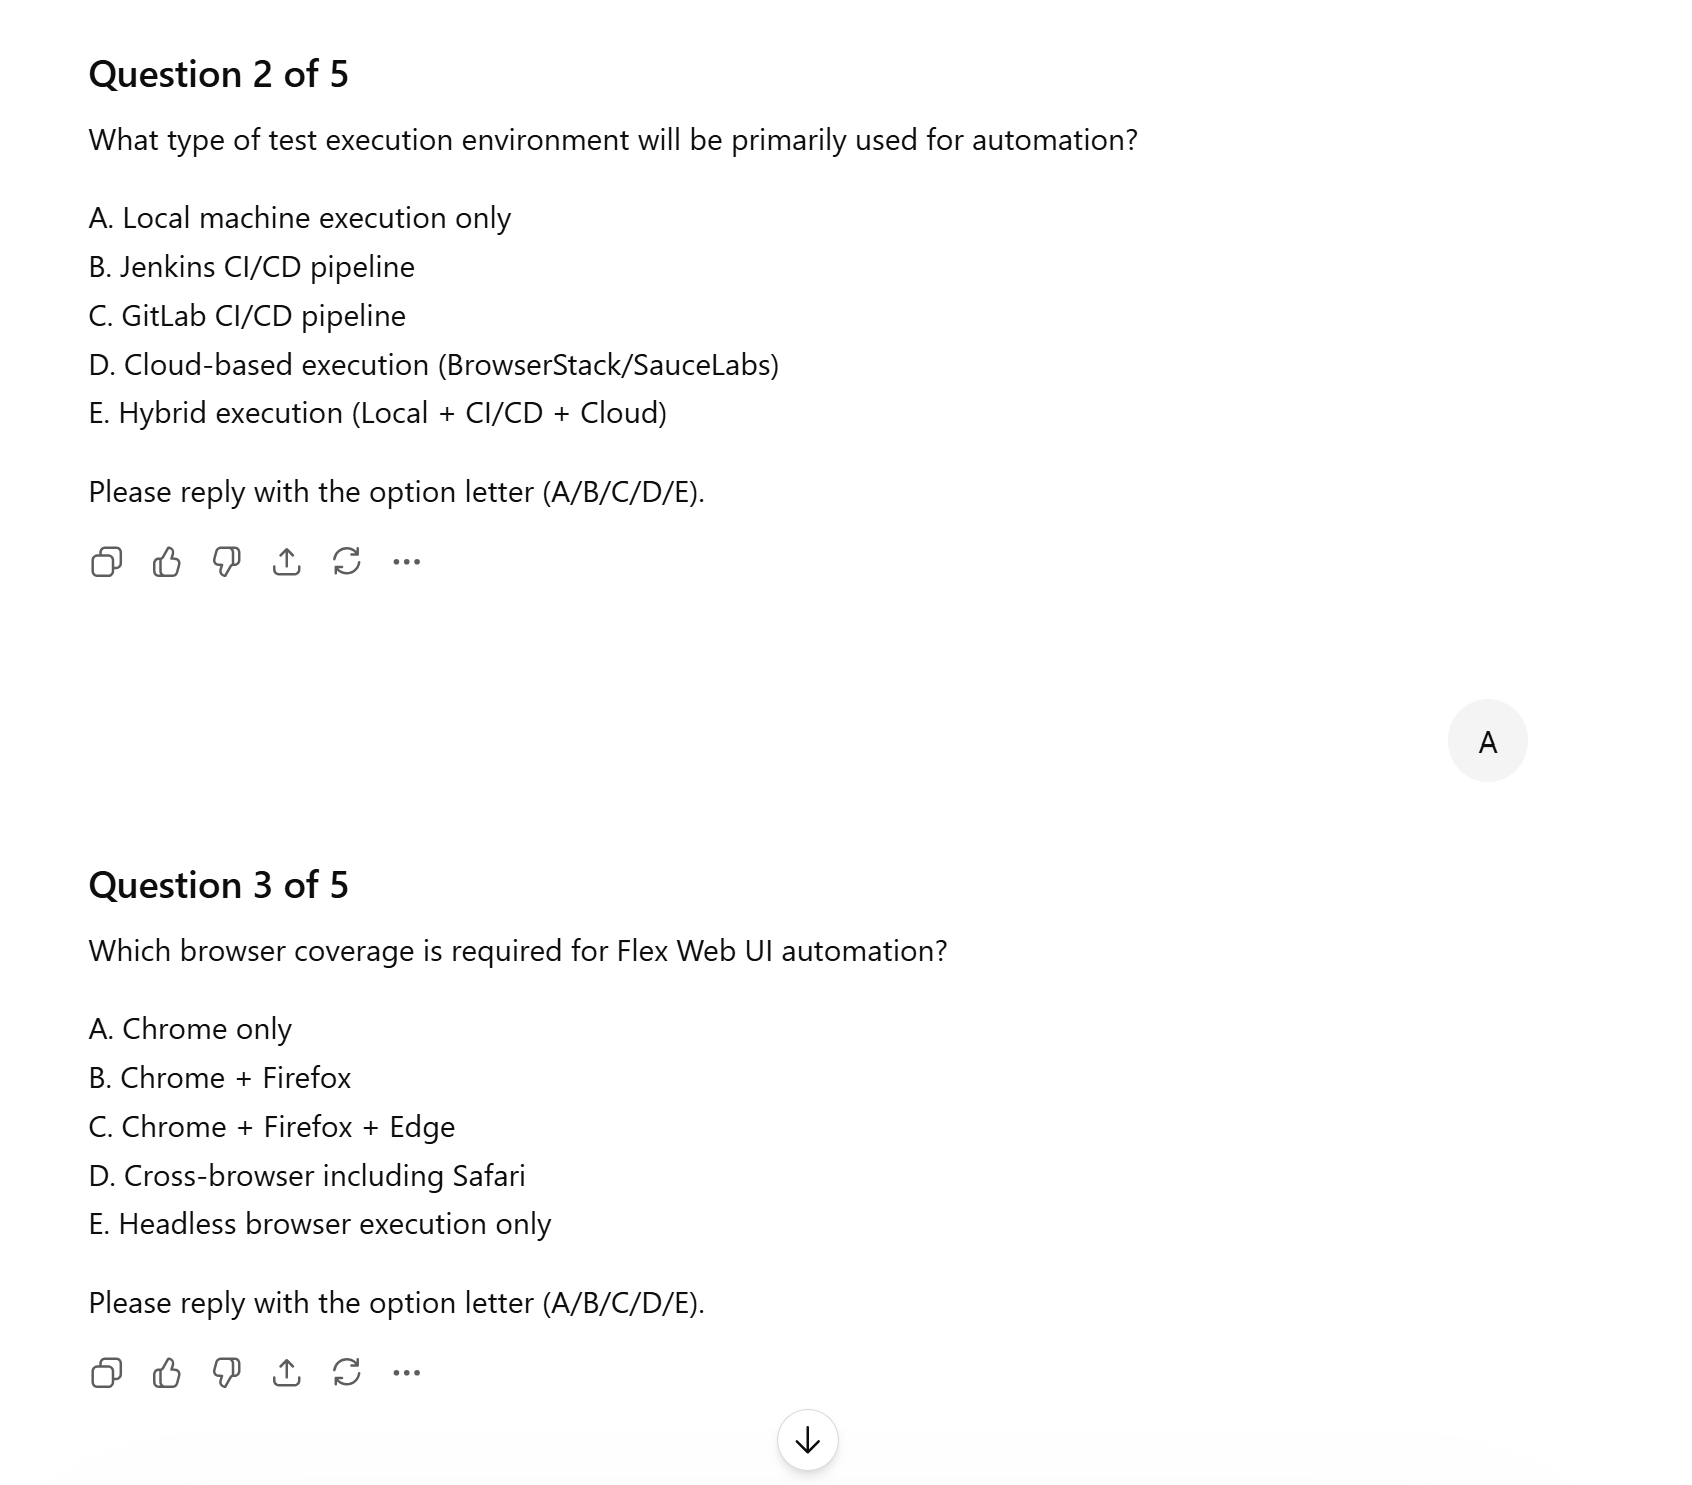 Question 2 of 5
What type of test execution environment will be primarily used for automation?
A. Local machine execution only
B. Jenkins CI/CD pipeline
C. GitLab CI/CD pipeline
D. Cloud-based execution (BrowserStack/SauceLabs)
E. Hybrid execution (Local + CI/CD + Cloud)
Please reply with the option letter (A/B/C/D/E).
A
Question 3 of 5
Which browser coverage is required for Flex Web UI automation?
A. Chrome only
B. Chrome + Firefox
C. Chrome + Firefox + Edge
D. Cross-browser including Safari
E. Headless browser execution only
Please reply with the option letter (A/B/C/D/E).